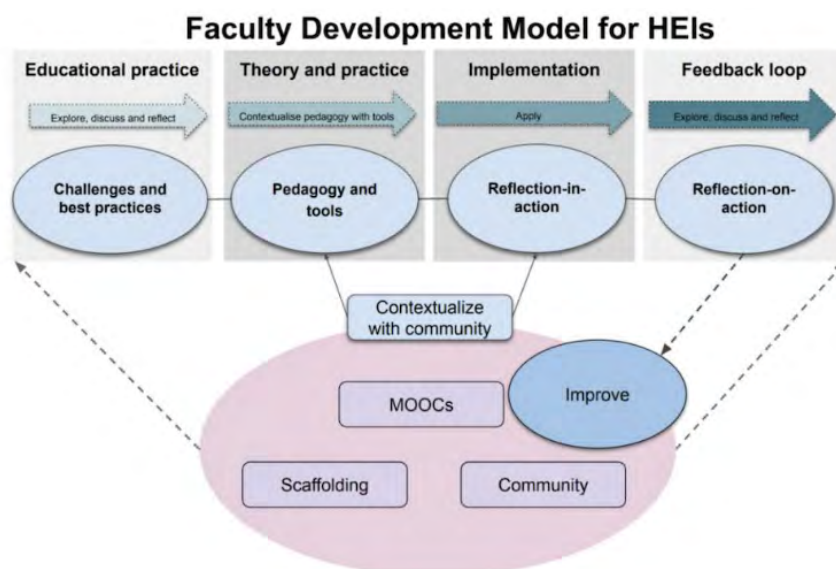 Faculty Development Model for HEIs
Educational practice
Theory and practice
Implementation
Feedback loop
Explore, discuss and reflect
Contextualise pedagogy with tools
Apply
Explore, discuss and reflect
Challenges and
best practices
Pedagogy and
tools
Reflection-in-
action
Reflection-on-
action
Contextualize
with community
MOOCs
Improve
Scaffolding
Community